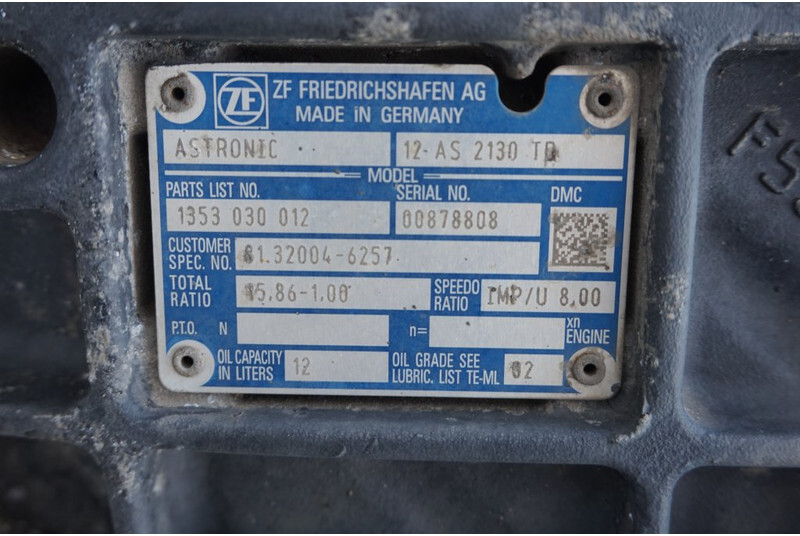 ZF ZF FRIEDRICHSHAFEN AG
MADE IN GERMANY
ASTRONIC 12 AS 2130 TD
MODEL
PARTS LIST NO. SERIAL NO. DMC
1353 030 012 00878808
CUSTOMER SPEC. NO. 81.32004-6257
TOTAL RATIO 15,86-1.00 SPEEDO RATIO IMP/U 8,00
P.T.O. N n= xn ENGINE
OIL CAPACITY IN LITERS 12 OIL GRADE SEE LUBRIC. LIST TE-ML 02